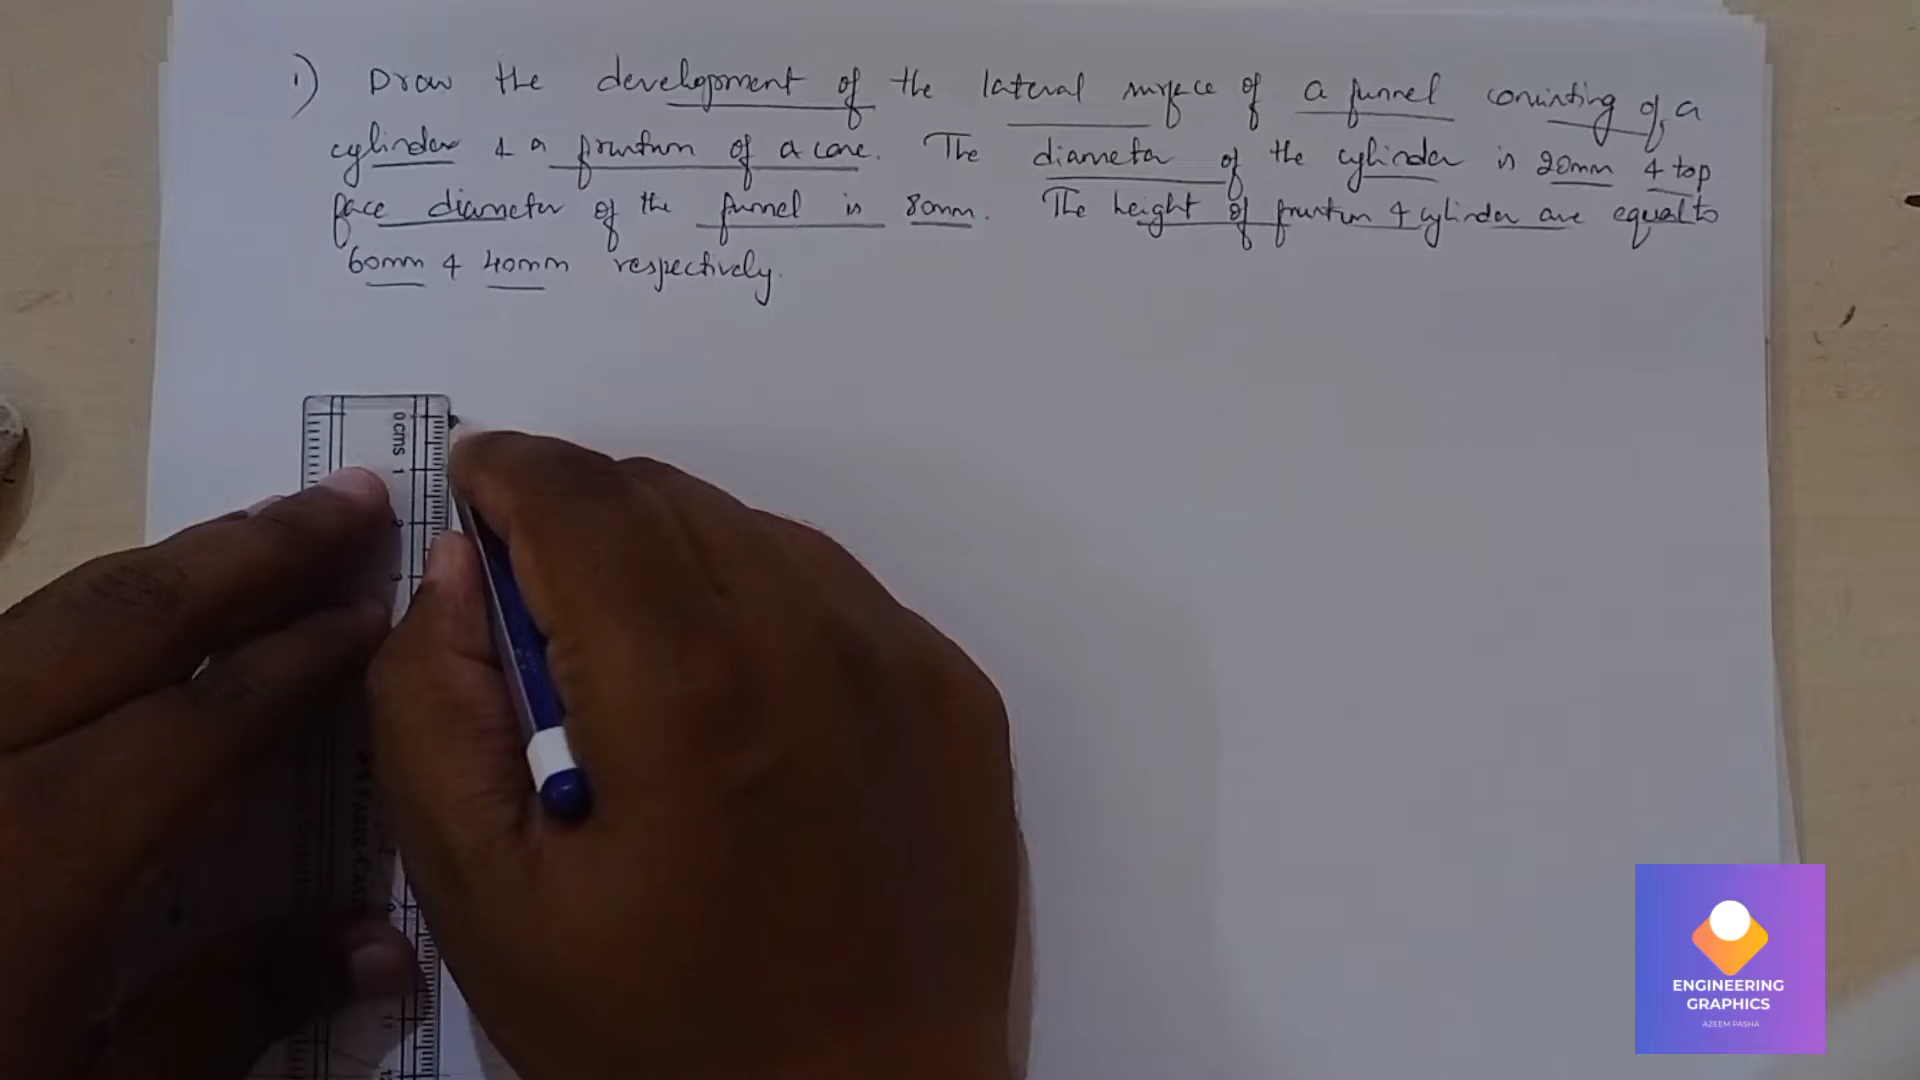 1) Draw the development of the lateral surface of a funnel consisting of a
cylinder & a frustum of a cone. The diameter of the cylinder is 20mm & top
face diameter of the funnel is 80mm. The height of frustum & cylinder are equal to
60mm & 40mm respectively.
0 cms 1 2 3
ENGINEERING
GRAPHICS
AZEEM PASHA